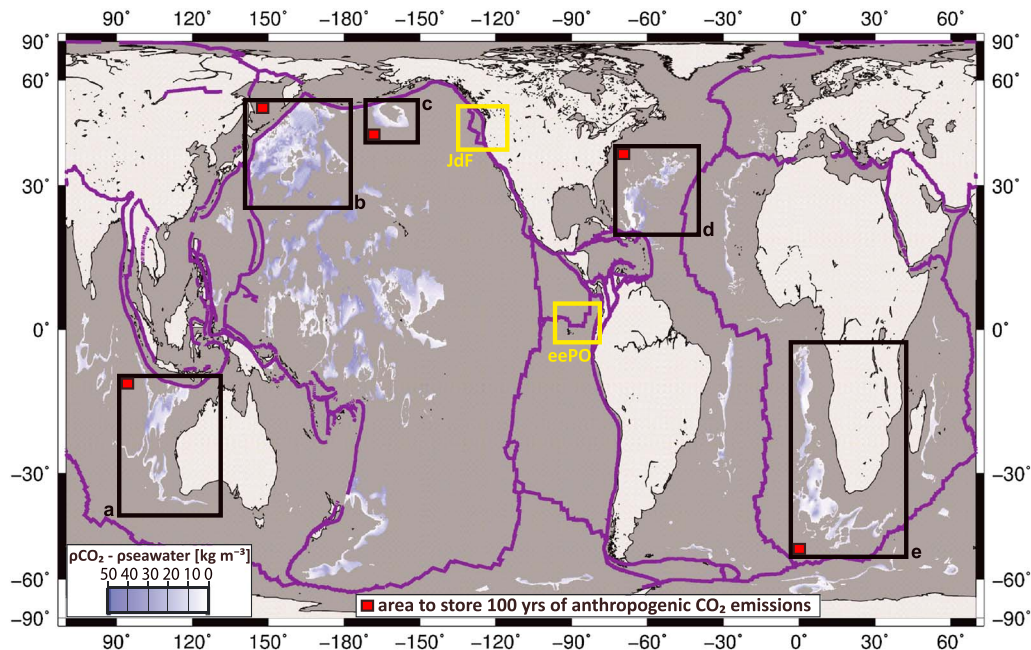 90° 120° 150° −180° −150° −120° −90° −60° −30° 0° 30° 60°
90° 90°
60° 60°
c
JdF
30° 30°
b
d
0° 0°
eePO
−30° −30°
a
e
ρCO₂ - ρseawater [kg m⁻³]
50 40 30 20 10 0
−60° −60°
area to store 100 yrs of anthropogenic CO₂ emissions
−90° −90°
90° 120° 150° −180° −150° −120° −90° −60° −30° 0° 30° 60°